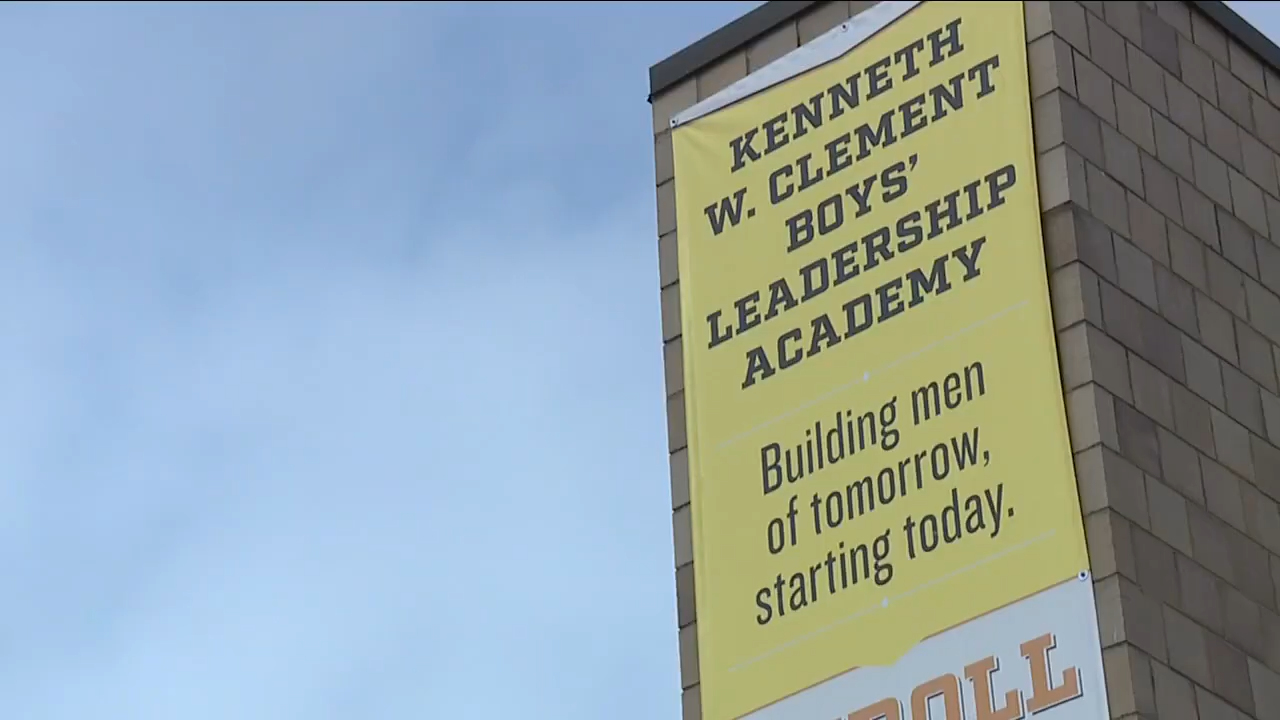 KENNETH
W. CLEMENT
BOYS’
LEADERSHIP
ACADEMY
Building men
of tomorrow,
starting today.